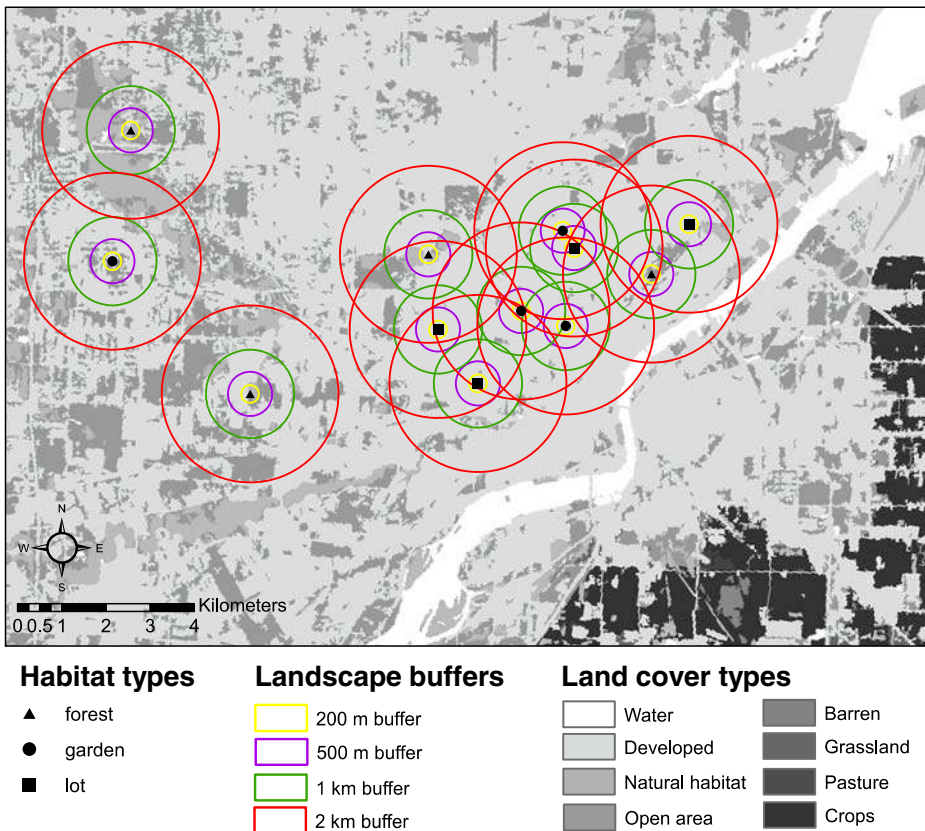 N
W E
S
Kilometers
0 0.5 1 2 3 4
Habitat types
forest
garden
lot
Landscape buffers
200 m buffer
500 m buffer
1 km buffer
2 km buffer
Land cover types
Water
Developed
Natural habitat
Open area
Barren
Grassland
Pasture
Crops